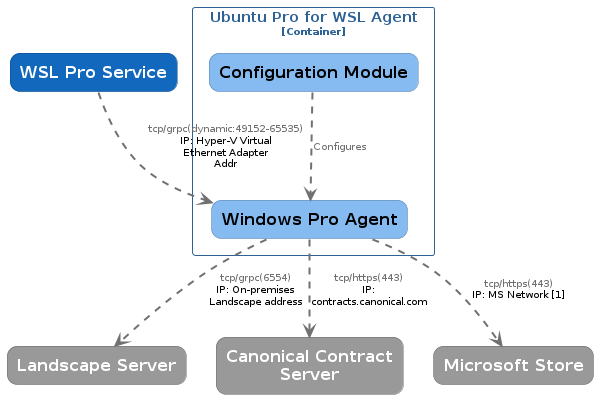 Ubuntu Pro for WSL Agent
[Container]
WSL Pro Service
Configuration Module
tcp/grpc(dynamic:49152-65535)
IP: Hyper-V Virtual
Ethernet Adapter
Addr
Configures
Windows Pro Agent
tcp/grpc(6554)
IP: On-premises
Landscape address
tcp/https(443)
IP:
contracts.canonical.com
tcp/https(443)
IP: MS Network [1]
Landscape Server
Canonical Contract
Server
Microsoft Store